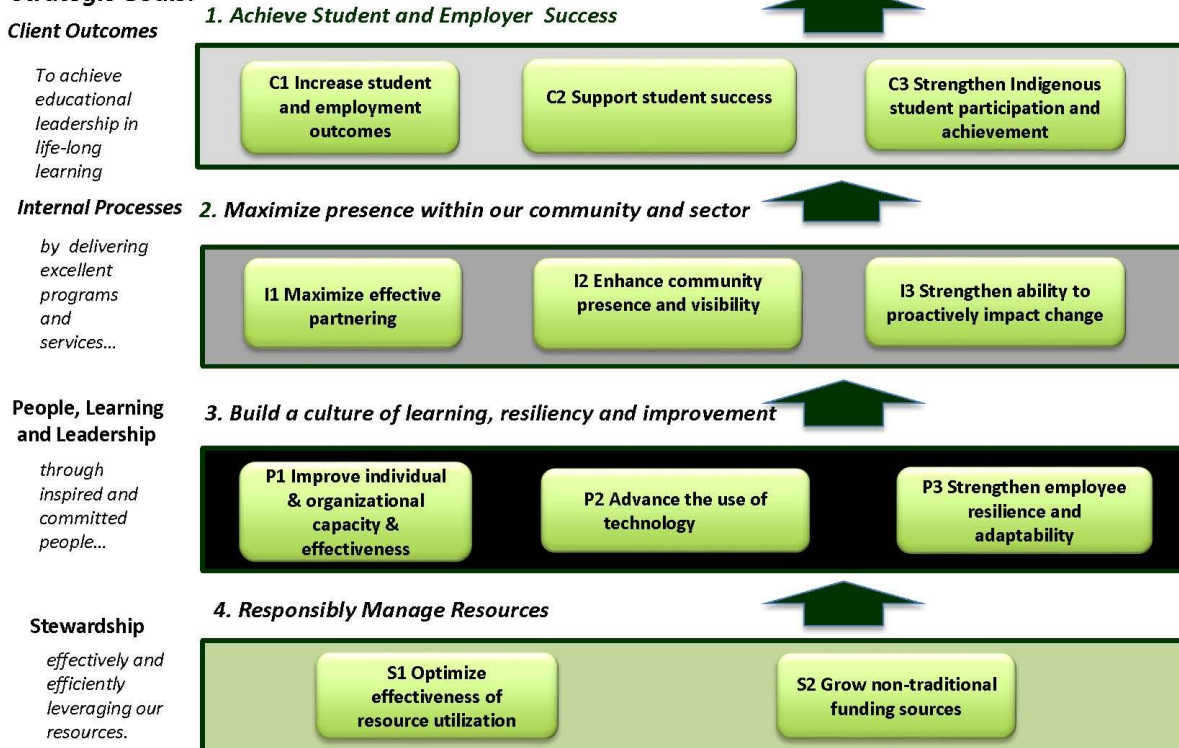 Client Outcomes
1. Achieve Student and Employer Success
To achieve
educational
leadership in
life-long
learning
C1 Increase student
and employment
outcomes
C2 Support student success
C3 Strengthen Indigenous
student participation and
achievement
Internal Processes
2. Maximize presence within our community and sector
by delivering
excellent
programs
and
services...
I1 Maximize effective
partnering
I2 Enhance community
presence and visibility
I3 Strengthen ability to
proactively impact change
People, Learning
and Leadership
3. Build a culture of learning, resiliency and improvement
through
inspired and
committed
people...
P1 Improve individual
& organizational
capacity &
effectiveness
P2 Advance the use of
technology
P3 Strengthen employee
resilience and
adaptability
Stewardship
4. Responsibly Manage Resources
effectively and
efficiently
leveraging our
resources.
S1 Optimize
effectiveness of
resource utilization
S2 Grow non-traditional
funding sources